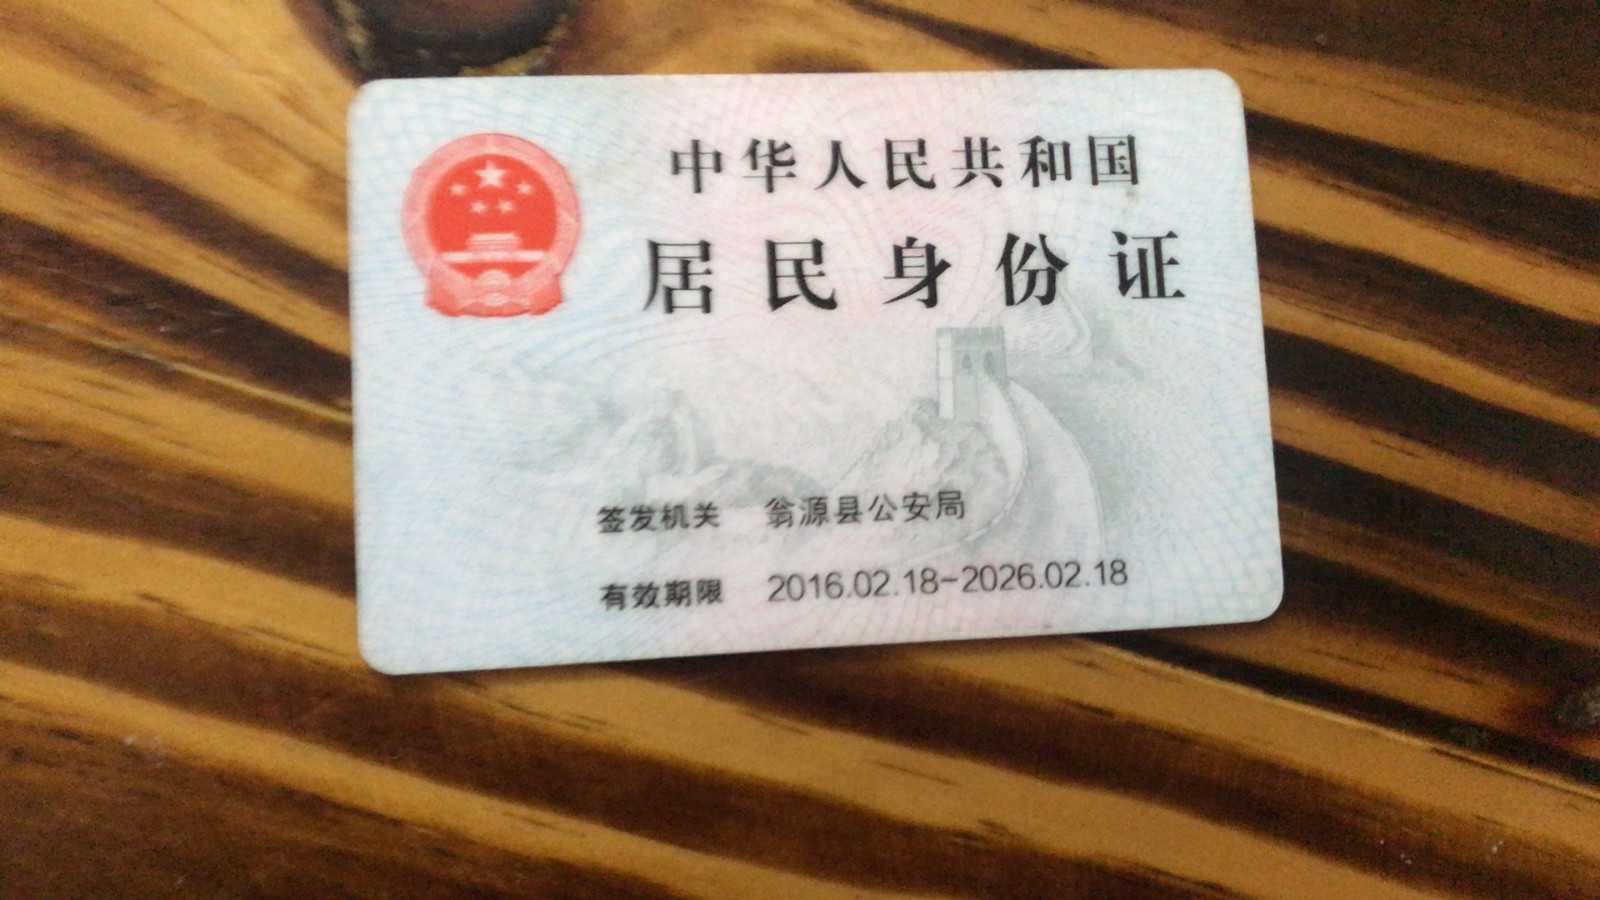 中华人民共和国
居民身份证
签发机关 翁源县公安局
有效期限 2016.02.18-2026.02.18